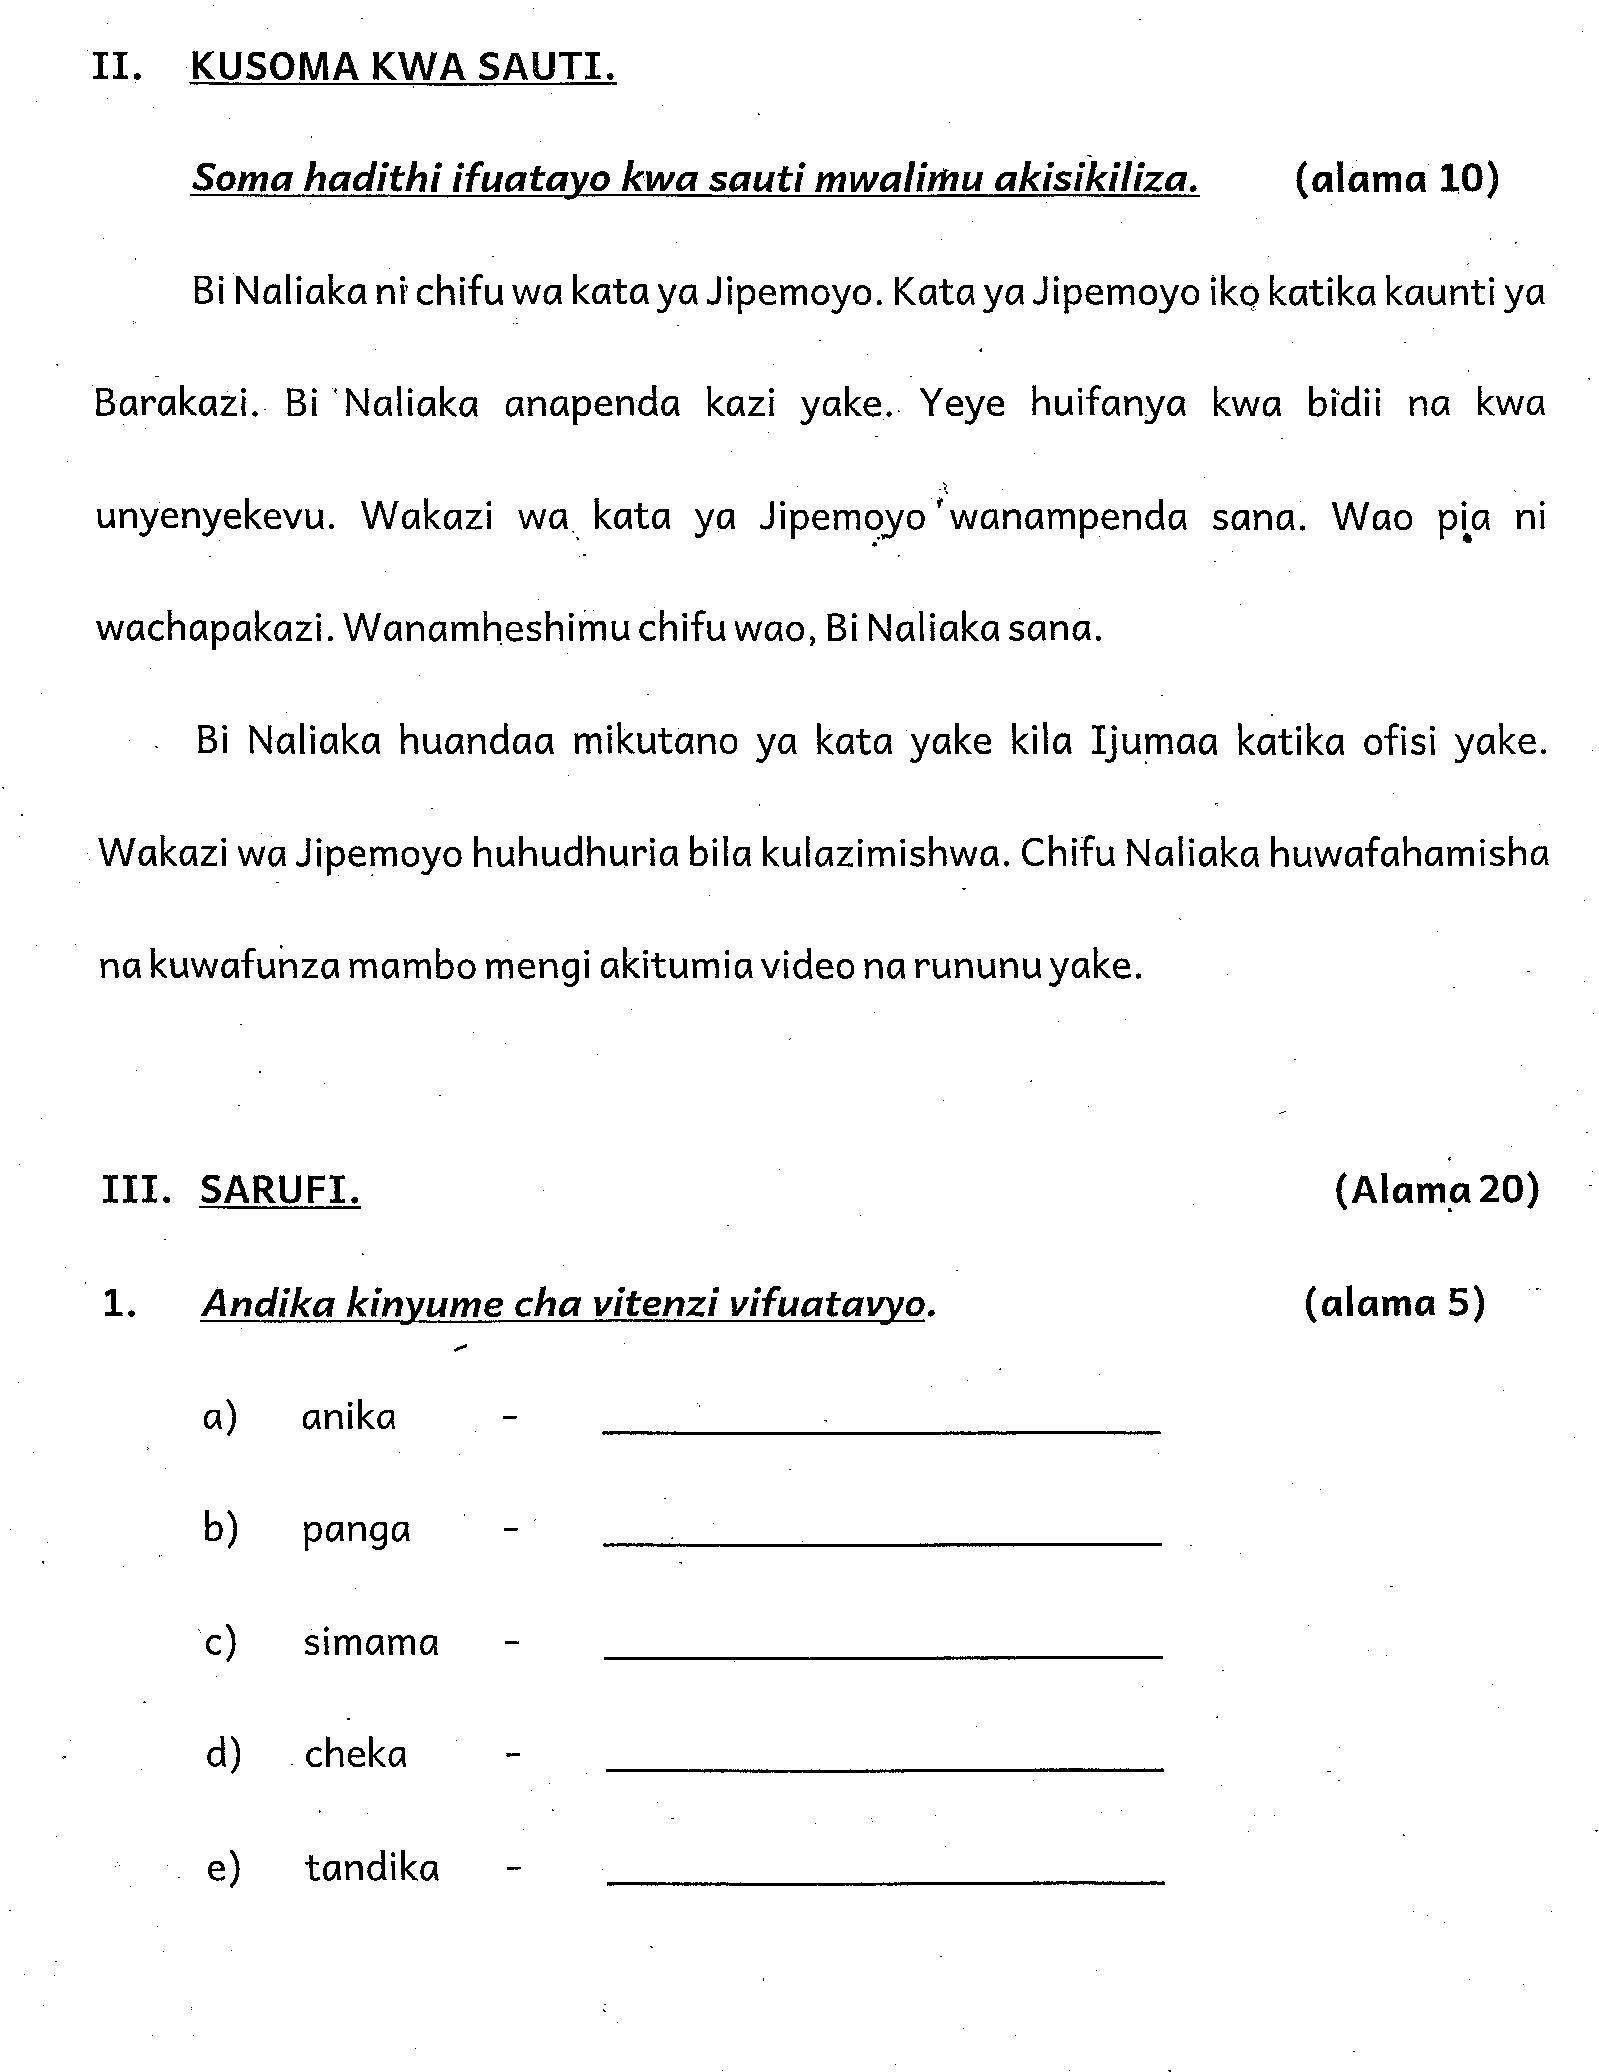 II. KUSOMA KWA SAUTI.
Soma hadithi ifuatayo kwa sauti mwalimu akisikiliza. (alama 10)
Bi Naliaka ni chifu wa kata ya Jipemoyo. Kata ya Jipemoyo iko katika kaunti ya
Barakazi. Bi Naliaka anapenda kazi yake. Yeye huifanya kwa bidii na kwa
unyenyekevu. Wakazi wa kata ya Jipemoyo wanampenda sana. Wao pia ni
wachapakazi. Wanamheshimu chifu wao, Bi Naliaka sana.
Bi Naliaka huandaa mikutano ya kata yake kila Ijumaa katika ofisi yake.
Wakazi wa Jipemoyo huhudhuria bila kulazimishwa. Chifu Naliaka huwafahamisha
na kuwafunza mambo mengi akitumia video na rununu yake.
III. SARUFI. (Alama 20)
1. Andika kinyume cha vitenzi vifuatavyo. (alama 5)
a) anika - ____________________
b) panga - ____________________
c) simama - ____________________
d) cheka - ____________________
e) tandika - ____________________